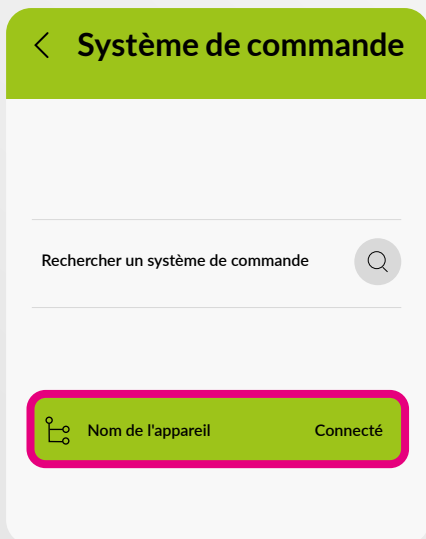 Système de commande
Rechercher un système de commande
Nom de l'appareil Connecté